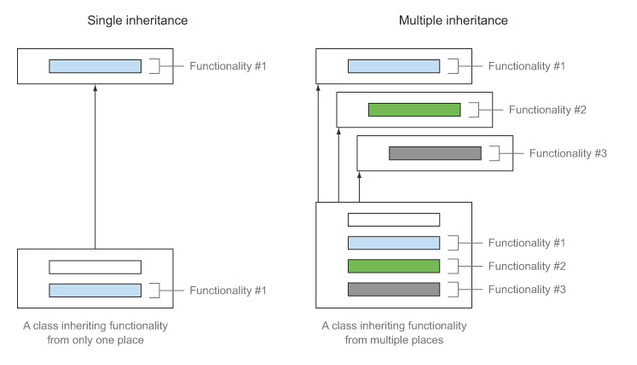 Single inheritance
Multiple inheritance
Functionality #1
Functionality #1
Functionality #2
Functionality #3
Functionality #1
Functionality #1
Functionality #2
Functionality #3
A class inheriting functionality
from only one place
A class inheriting functionality
from multiple places